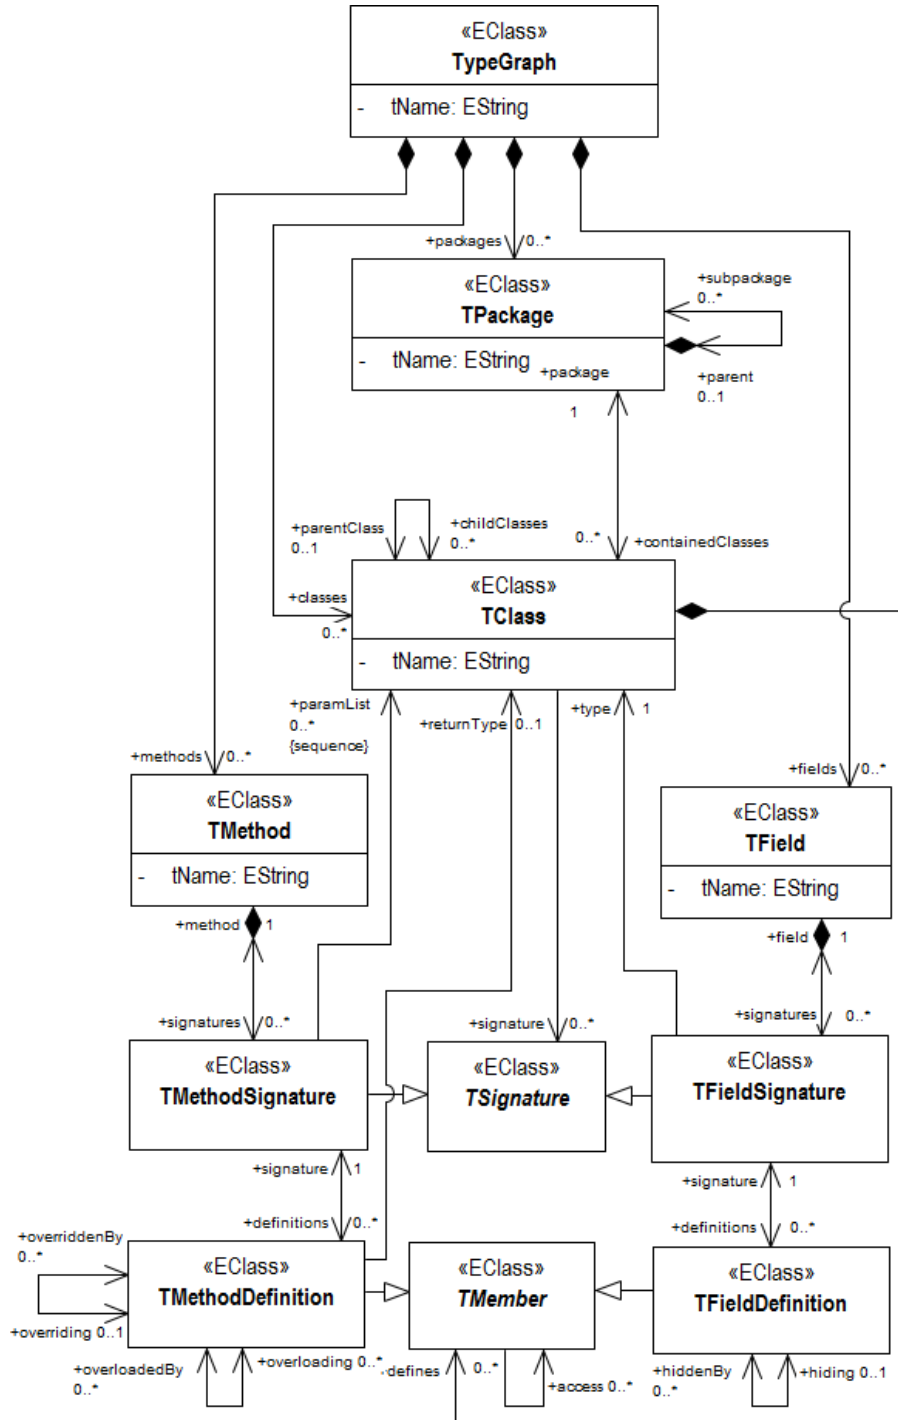 «EClass»
TypeGraph
- tName: EString
+packages 0..*
«EClass»
TPackage
- tName: EString
+subpackage
0..*
+parent
0..1
+package
1
+parentClass
0..1
+childClasses
0..*
0..* +containedClasses
+classes
0..*
«EClass»
TClass
- tName: EString
+paramList
0..*
{sequence}
+returnType 0..1
+type 1
+methods 0..*
+fields 0..*
«EClass»
TMethod
- tName: EString
«EClass»
TField
- tName: EString
+method 1
+field 1
+signatures 0..*
+signature 0..*
+signatures 0..*
«EClass»
TMethodSignature
«EClass»
TSignature
«EClass»
TFieldSignature
+signature 1
+signature 1
+definitions 0..*
+definitions 0..*
+overriddenBy
0..*
+overriding 0..1
«EClass»
TMethodDefinition
«EClass»
TMember
«EClass»
TFieldDefinition
+overloadedBy
0..*
+overloading 0..*
-defines 0..*
+access 0..*
+hiddenBy
0..*
+hiding 0..1